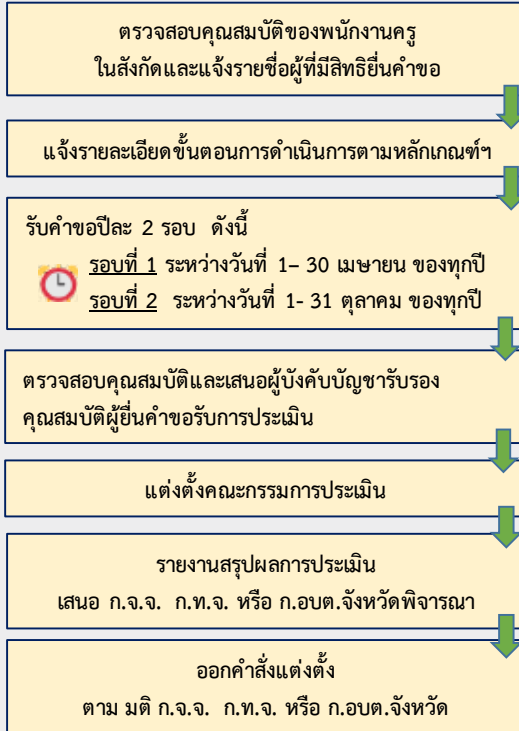 ตรวจสอบคุณสมบัติของพนักงานครู
ในสังกัดและแจ้งรายชื่อผู้ที่มีสิทธิยื่นคำขอ
แจ้งรายละเอียดขั้นตอนการดำเนินการตามหลักเกณฑ์ฯ
รับคำขอปีละ 2 รอบ ดังนี้
รอบที่ 1 ระหว่างวันที่ 1– 30 เมษายน ของทุกปี
รอบที่ 2 ระหว่างวันที่ 1- 31 ตุลาคม ของทุกปี
ตรวจสอบคุณสมบัติและเสนอผู้บังคับบัญชารับรอง
คุณสมบัติผู้ยื่นคำขอรับการประเมิน
แต่งตั้งคณะกรรมการประเมิน
รายงานสรุปผลการประเมิน
เสนอ ก.จ.จ. ก.ท.จ. หรือ ก.อบต.จังหวัดพิจารณา
ออกคำสั่งแต่งตั้ง
ตาม มติ ก.จ.จ. ก.ท.จ. หรือ ก.อบต.จังหวัด